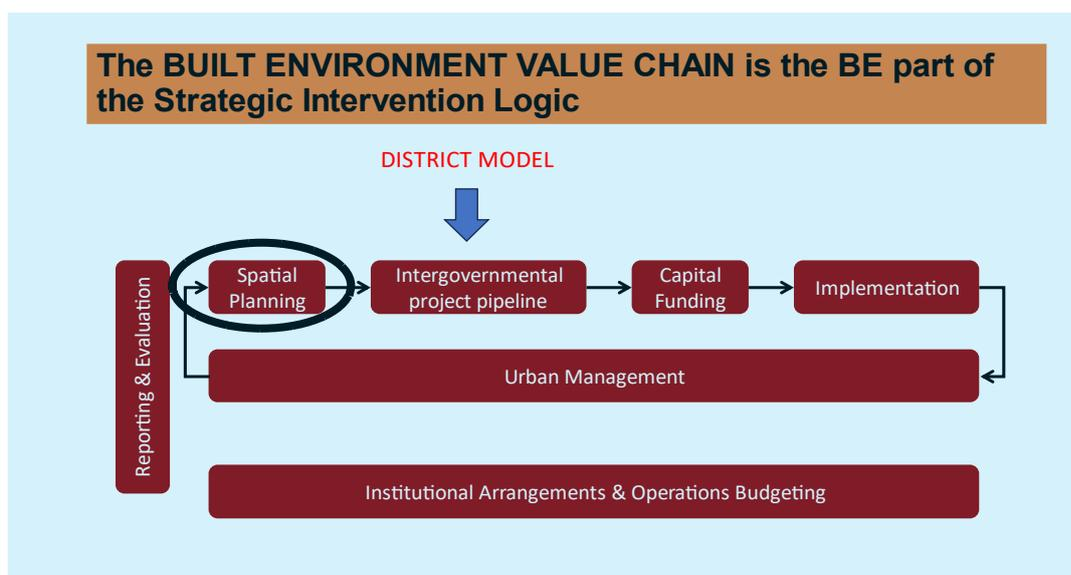 The BUILT ENVIRONMENT VALUE CHAIN is the BE part of
the Strategic Intervention Logic
DISTRICT MODEL
Reporting & Evaluation
Spatial
Planning
Intergovernmental
project pipeline
Capital
Funding
Implementation
Urban Management
Institutional Arrangements & Operations Budgeting